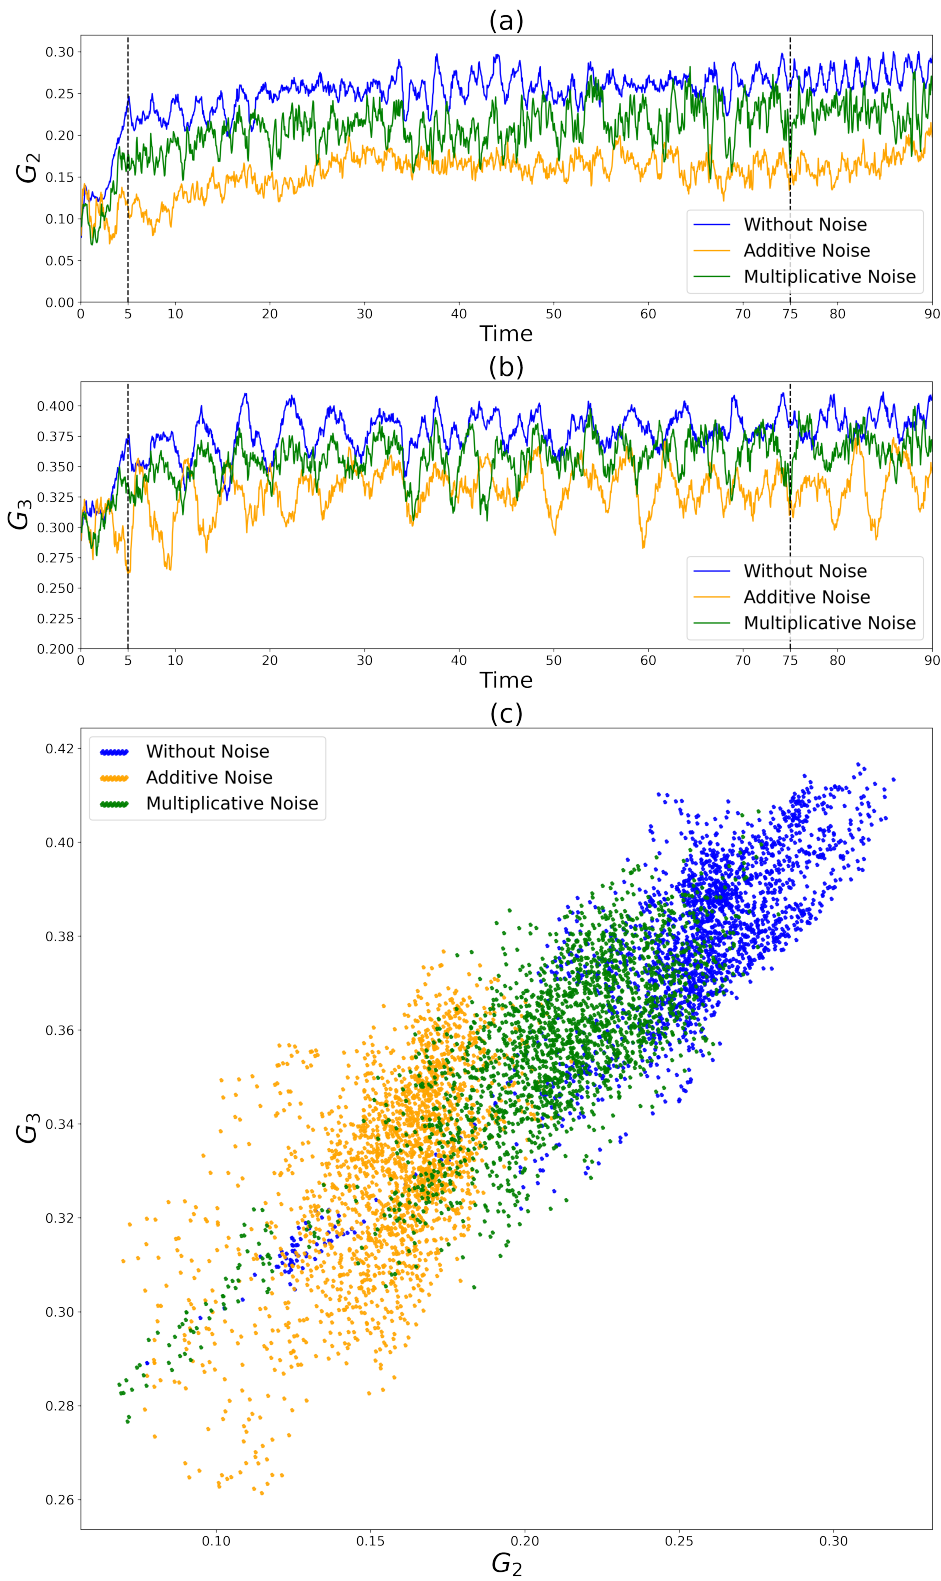 (a)
0.30
0.25
0.20
0.15
0.10
0.05
0.00
G2
Without Noise
Additive Noise
Multiplicative Noise
0 5 10 20 30 40 50 60 70 75 80 90
Time
(b)
0.400
0.375
0.350
0.325
0.300
0.275
0.250
0.225
0.200
G3
Without Noise
Additive Noise
Multiplicative Noise
0 5 10 20 30 40 50 60 70 75 80 90
Time
(c)
Without Noise
Additive Noise
Multiplicative Noise
0.42
0.40
0.38
0.36
0.34
0.32
0.30
0.28
0.26
G3
0.10 0.15 0.20 0.25 0.30
G2